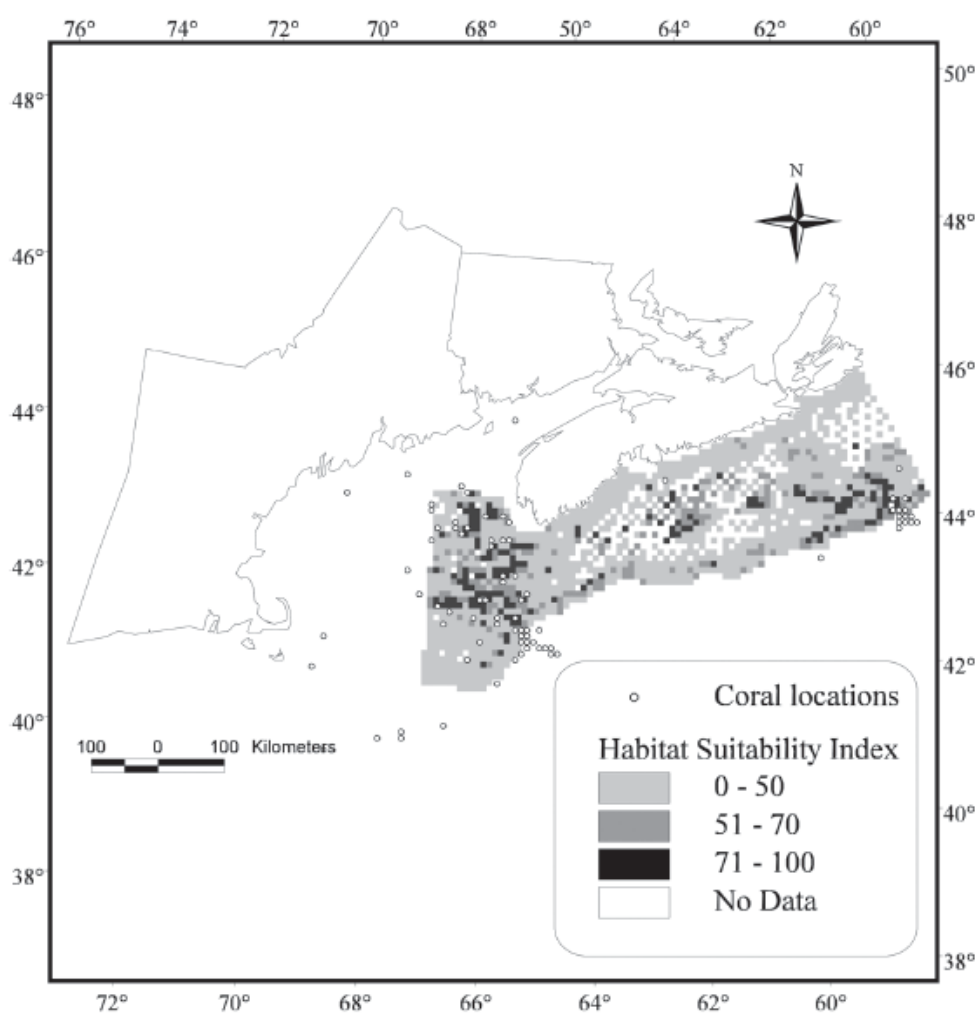 76° 74° 72° 70° 68° 50° 64° 62° 60°
50°
48°
N
48°
46°
46°
44°
44°
42°
42°
Coral locations
40°
100 0 100 Kilometers
Habitat Suitability Index
0 - 50
40°
51 - 70
71 - 100
38°
No Data
38°
72° 70° 68° 66° 64° 62° 60°